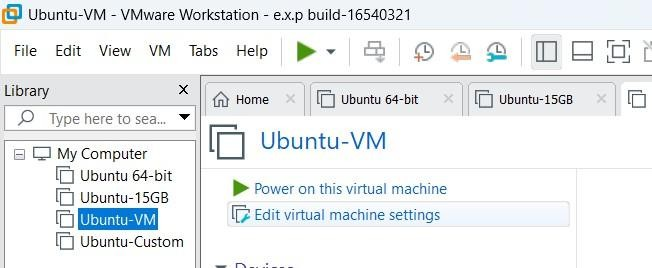 Ubuntu-VM - VMware Workstation - e.x.p build-16540321
File Edit View VM Tabs Help
Library
Type here to sea...
My Computer
Ubuntu 64-bit
Ubuntu-15GB
Ubuntu-VM
Ubuntu-Custom
Home
Ubuntu 64-bit
Ubuntu-15GB
Ubuntu-VM
Power on this virtual machine
Edit virtual machine settings
Devices